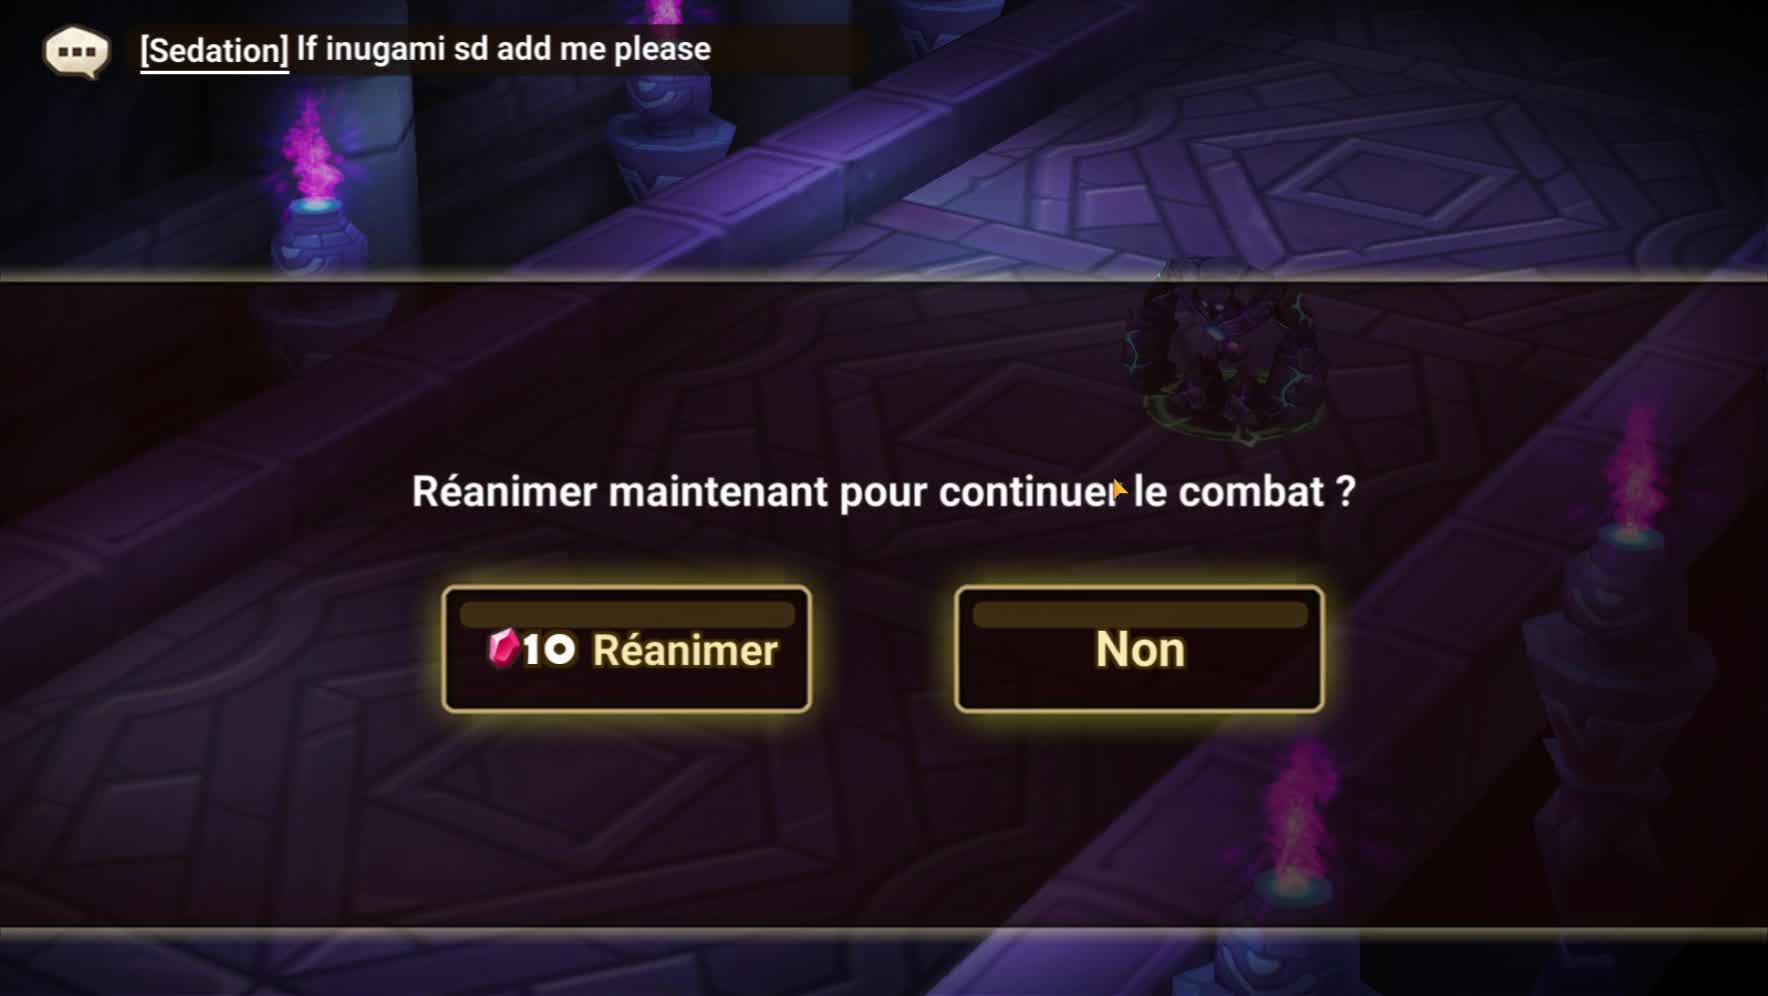 [Sedation] If inugami sd add me please
Réanimer maintenant pour continuer le combat ?
10 Réanimer
Non